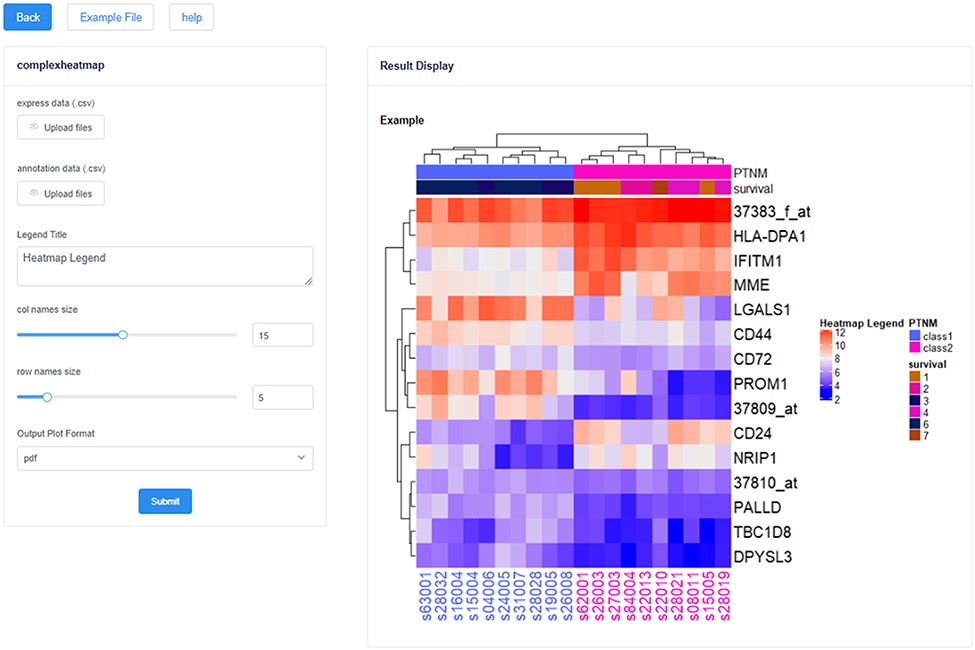 Back
Example File
help
complexheatmap
express data (.csv)
Upload files
annotation data (.csv)
Upload files
Legend Title
Heatmap Legend
col names size
15
row names size
5
Output Plot Format
pdf
Submit
Result Display
Example
PTNM
survival
37383_f_at
HLA-DPA1
IFITM1
MME
LGALS1
CD44
CD72
PROM1
37809_at
CD24
NRIP1
37810_at
PALLD
TBC1D8
DPYSL3
s63001
s28032
s16004
s15004
s04006
s24005
s31007
s28028
s19005
s26008
s62001
s26003
s27003
s84004
s22013
s22010
s28021
s08011
s15005
s28019
Heatmap Legend
12
10
8
6
4
2
PTNM
class1
class2
survival
1
2
3
4
6
7